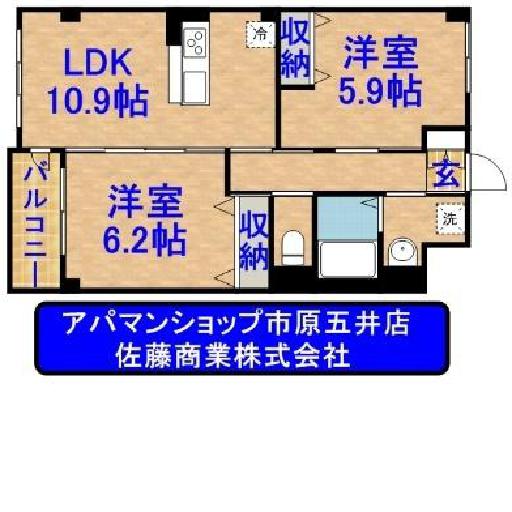 LDK
10.9帖
冷
収納
洋室
5.9帖
バルコニー
洋室
6.2帖
収納
玄
洗
アパマンショップ市原五井店
佐藤商業株式会社